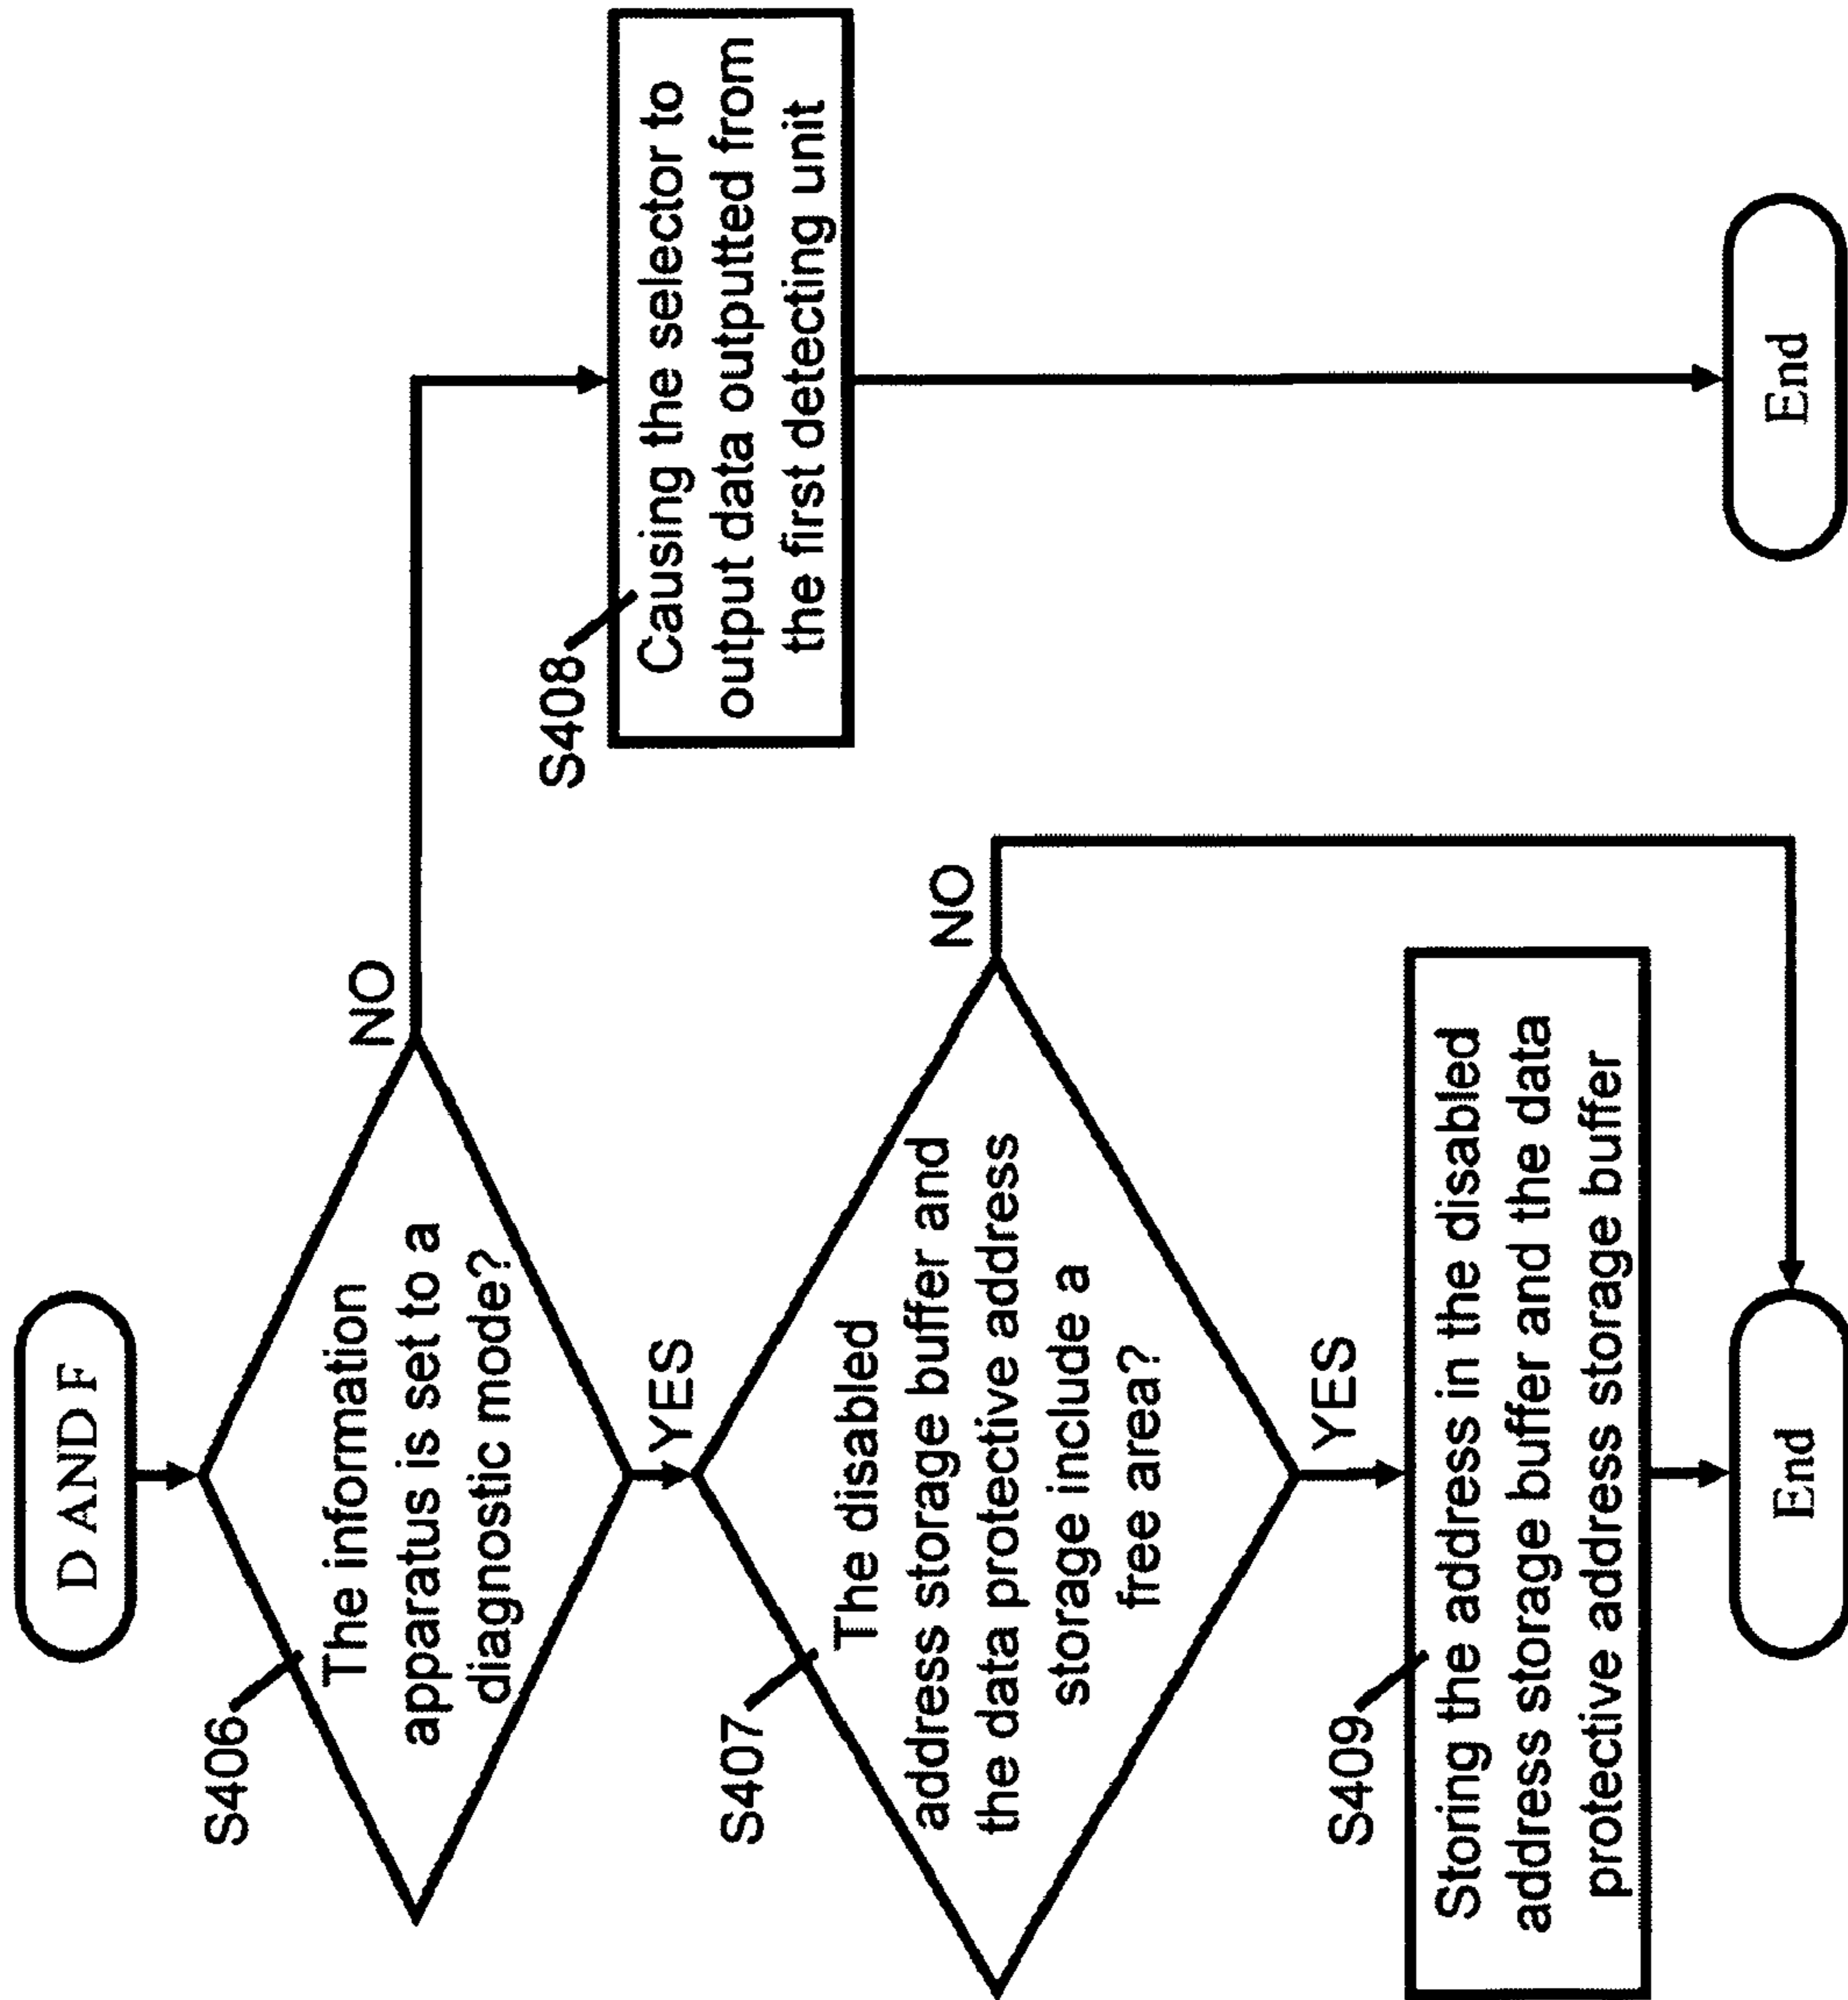 D AND F
S406
The information
apparatus is set to a
diagnostic mode?
NO
YES
S407
The disabled
address storage buffer and
the data protective address
storage include a
free area?
NO
YES
S408
Causing the selector to
output data outputted from
the first detecting unit
S409
Storing the address in the disabled
address storage buffer and the data
protective address storage buffer
End
End